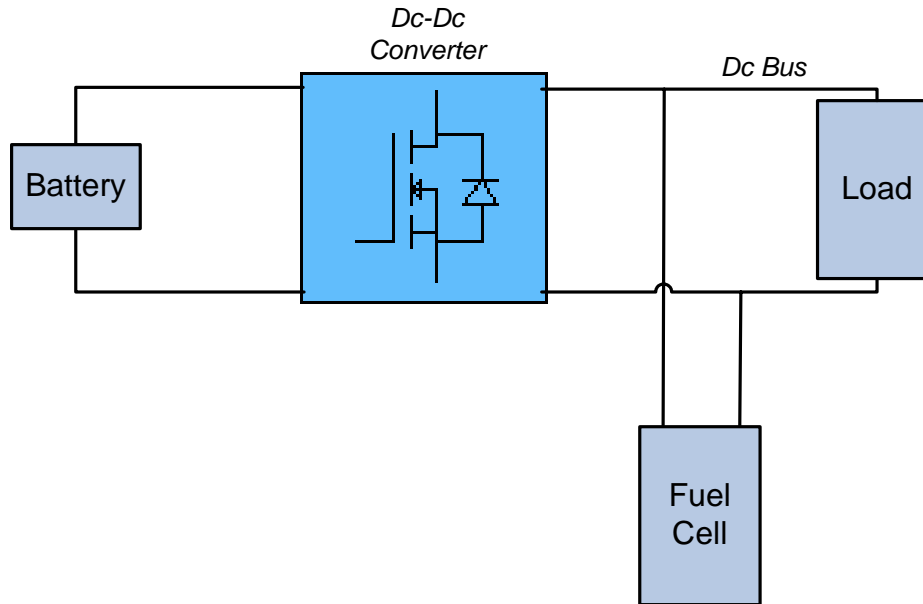 Dc-Dc
Converter
Dc Bus
Battery
Load
Fuel
Cell